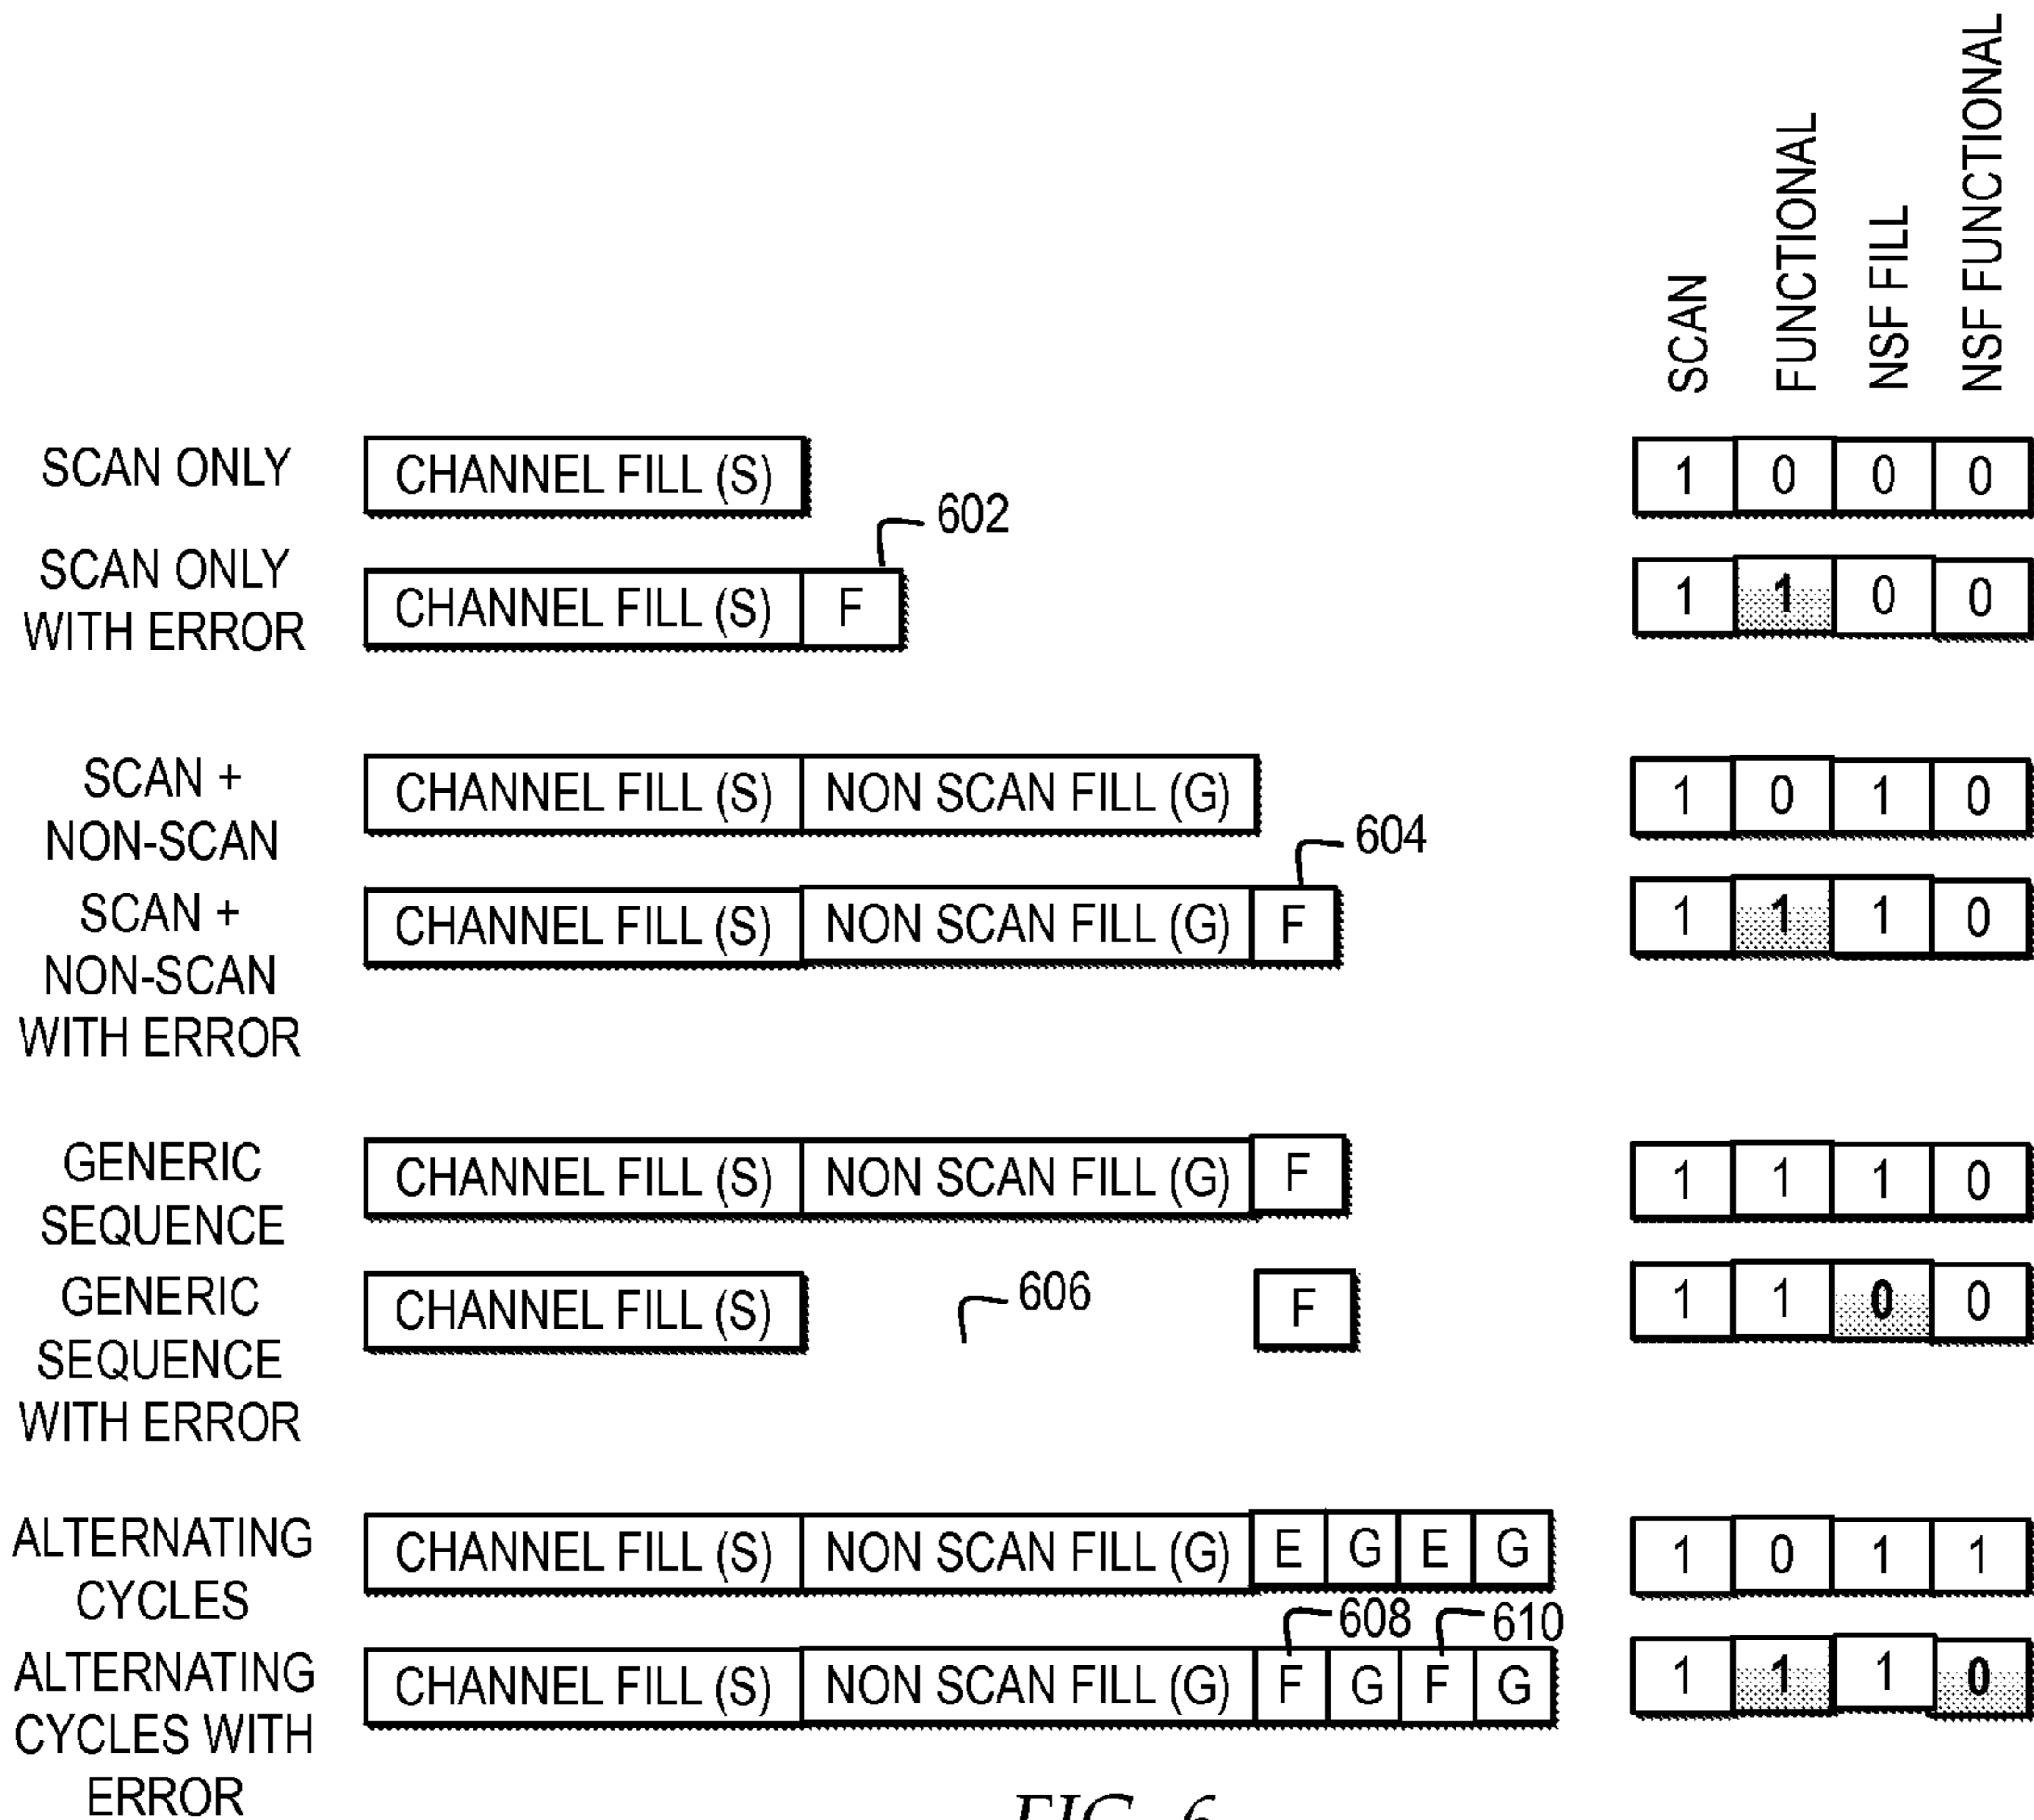 SCAN
FUNCTIONAL
NSF FILL
NSF FUNCTIONAL
SCAN ONLY
CHANNEL FILL (S)
1 0 0 0
602
SCAN ONLY
WITH ERROR
CHANNEL FILL (S) F
1 1 0 0
SCAN +
NON-SCAN
CHANNEL FILL (S) NON SCAN FILL (G)
1 0 1 0
604
SCAN +
NON-SCAN
WITH ERROR
CHANNEL FILL (S) NON SCAN FILL (G) F
1 1 1 0
GENERIC
SEQUENCE
CHANNEL FILL (S) NON SCAN FILL (G) F
1 1 1 0
GENERIC
SEQUENCE
WITH ERROR
CHANNEL FILL (S) 606 F
1 1 0 0
ALTERNATING
CYCLES
CHANNEL FILL (S) NON SCAN FILL (G) E G E G
1 0 1 1
608 610
ALTERNATING
CYCLES WITH
ERROR
CHANNEL FILL (S) NON SCAN FILL (G) F G F G
1 1 1 0
FIG. 6